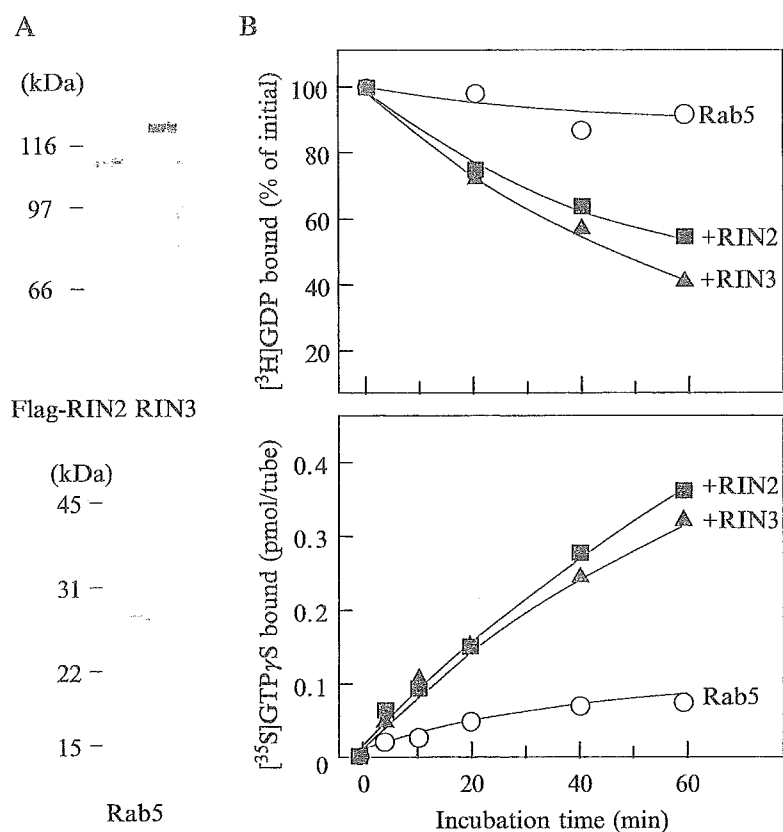 A
(kDa)
116
97
66
Flag-RIN2 RIN3
(kDa)
45
31
22
15
Rab5
B
[³H]GDP bound (% of initial)
100
80
60
40
20
Rab5
+RIN2
+RIN3
[³⁵S]GTPγS bound (pmol/tube)
0.4
0.3
0.2
0.1
0
+RIN2
+RIN3
Rab5
0 20 40 60
Incubation time (min)